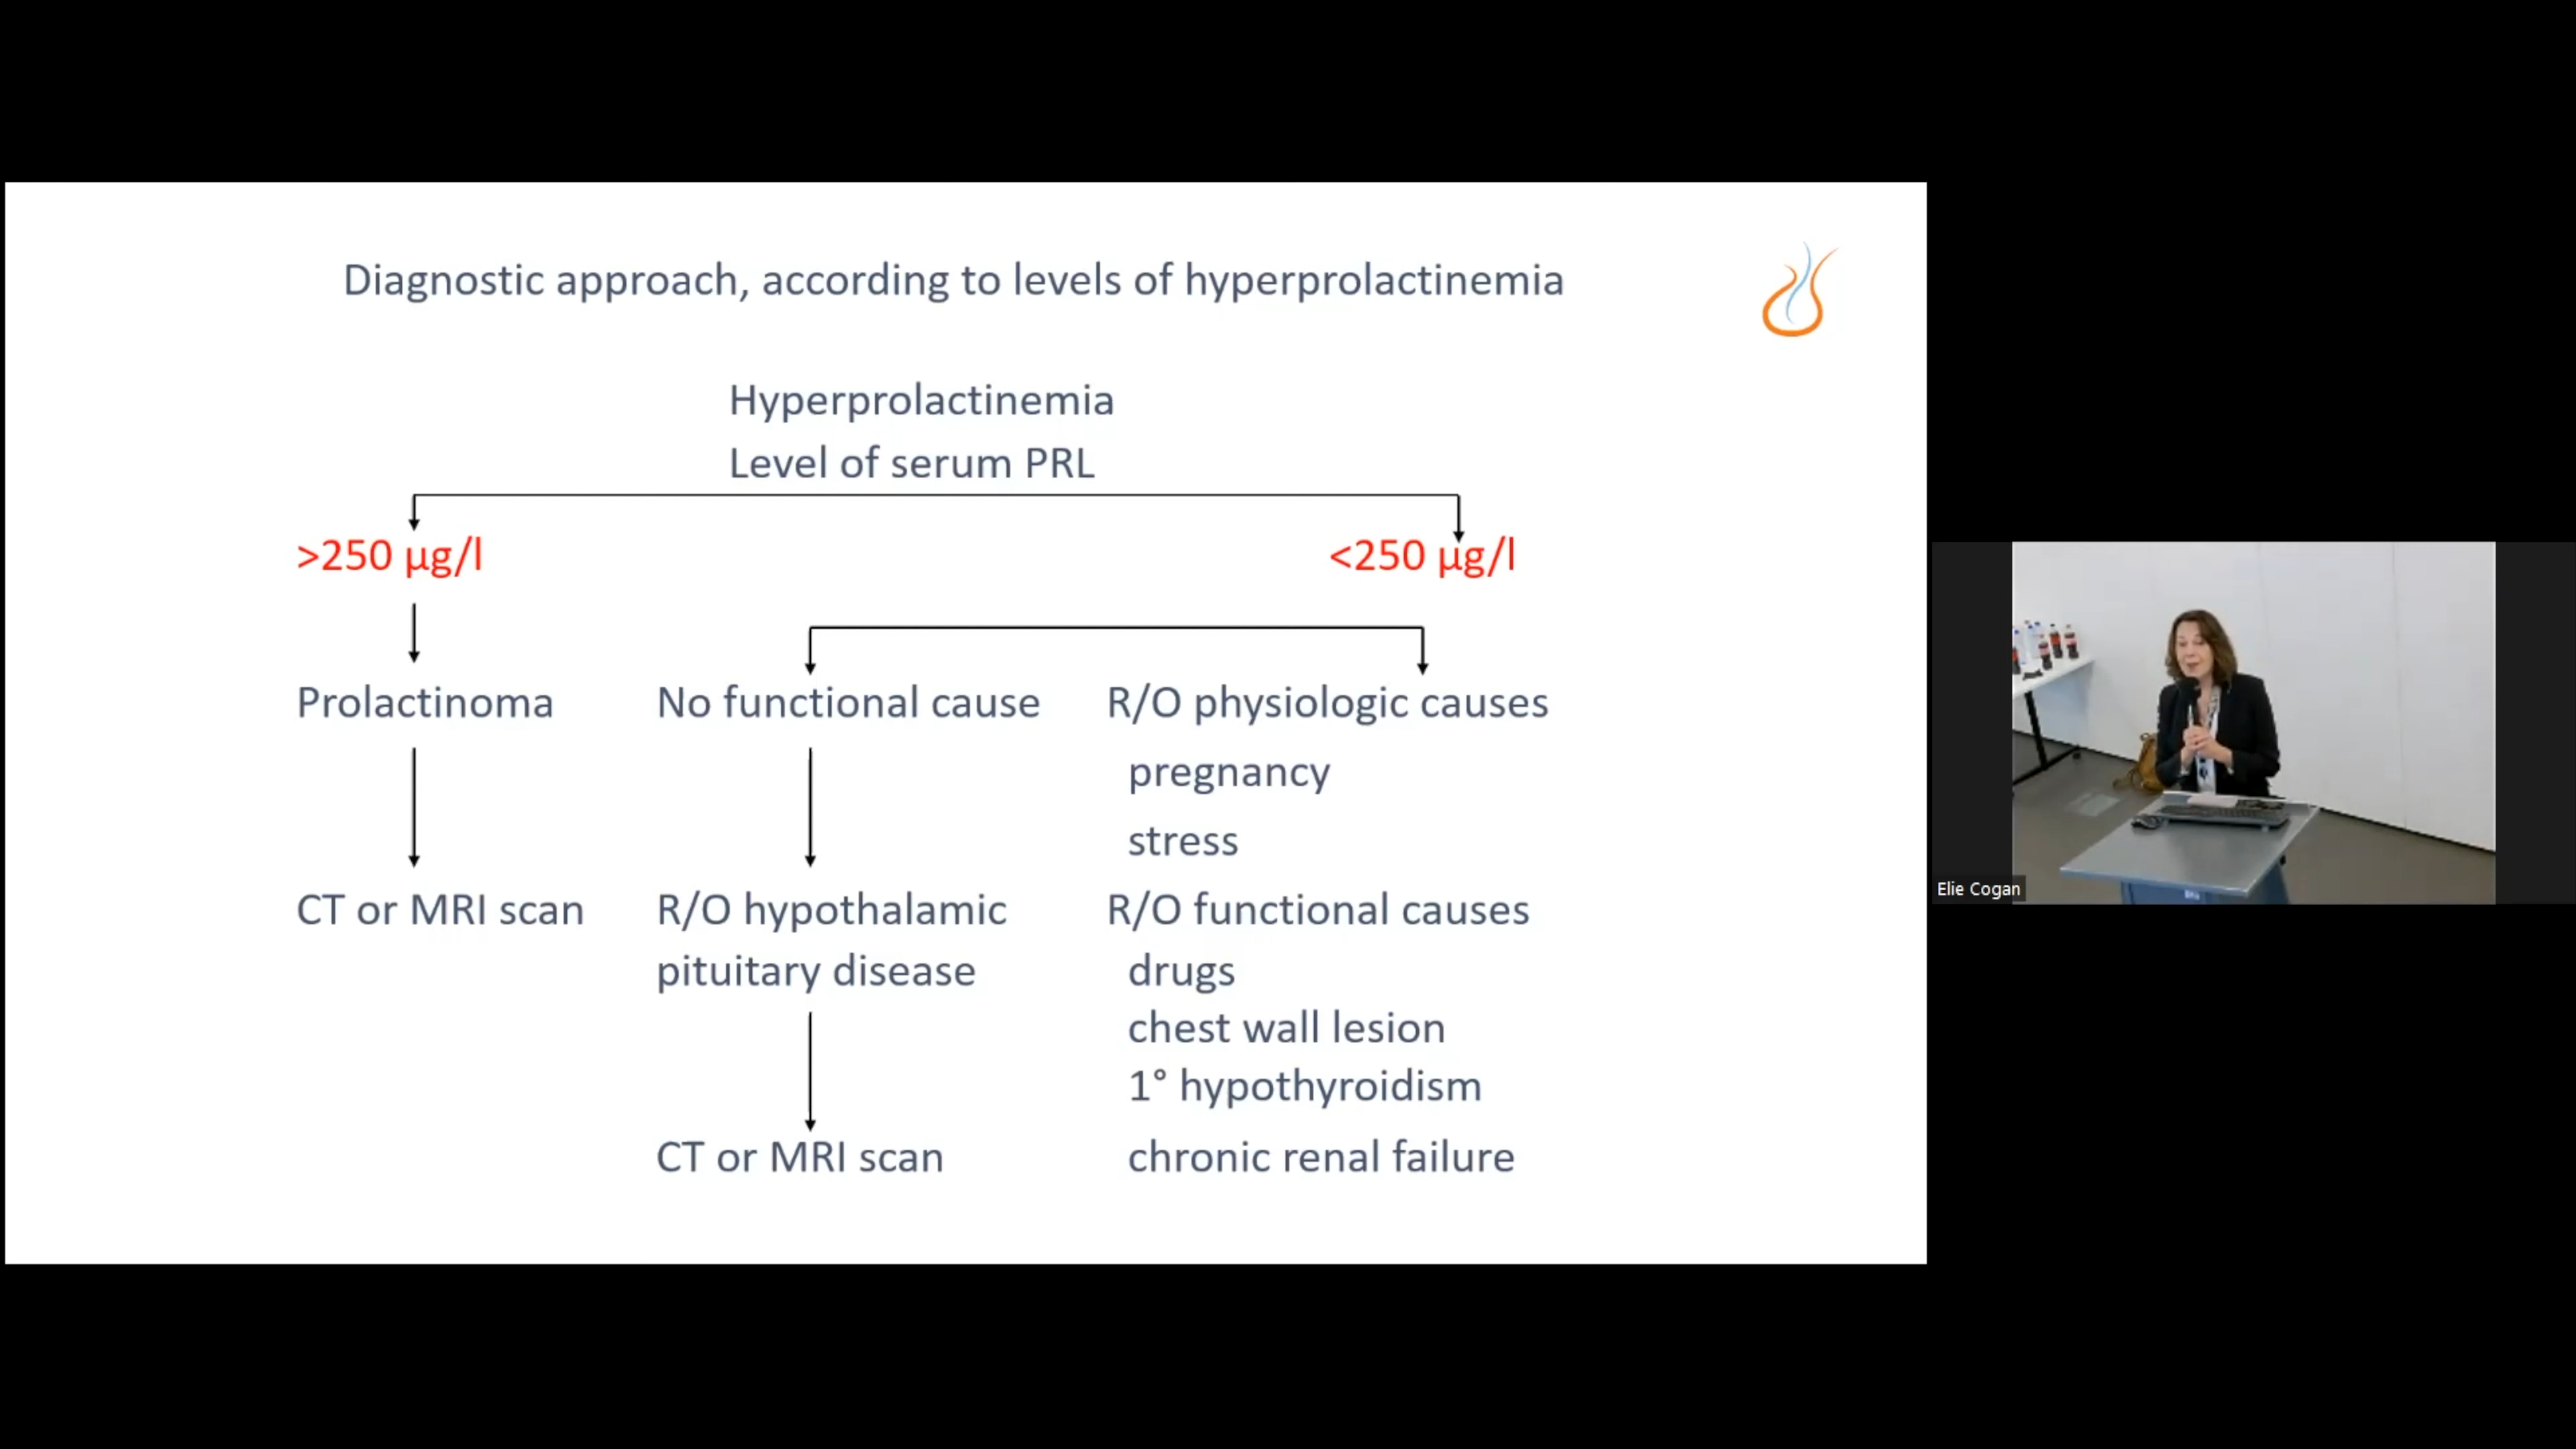 Diagnostic approach, according to levels of hyperprolactinemia
Hyperprolactinemia
Level of serum PRL
>250 µg/l
<250 µg/l
Prolactinoma
No functional cause
R/O physiologic causes
pregnancy
stress
CT or MRI scan
R/O hypothalamic
pituitary disease
CT or MRI scan
R/O functional causes
drugs
chest wall lesion
1° hypothyroidism
chronic renal failure
Elie Cogan